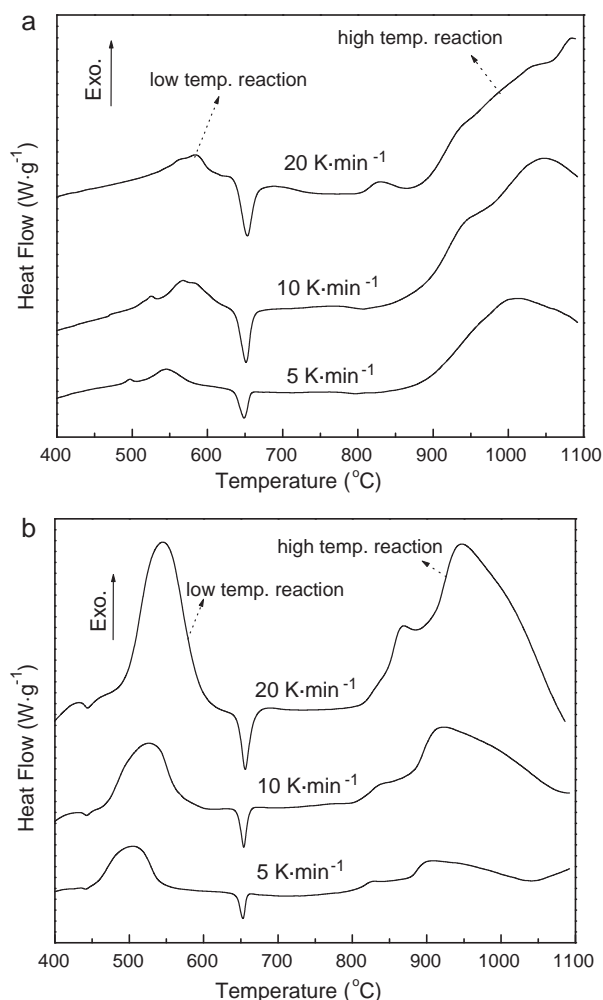 a
Exo.
high temp. reaction
low temp. reaction
20 K·min⁻¹
10 K·min⁻¹
5 K·min⁻¹
Heat Flow (W·g⁻¹)
400 500 600 700 800 900 1000 1100
Temperature (°C)
b
Exo.
high temp. reaction
low temp. reaction
20 K·min⁻¹
10 K·min⁻¹
5 K·min⁻¹
Heat Flow (W·g⁻¹)
400 500 600 700 800 900 1000 1100
Temperature (°C)